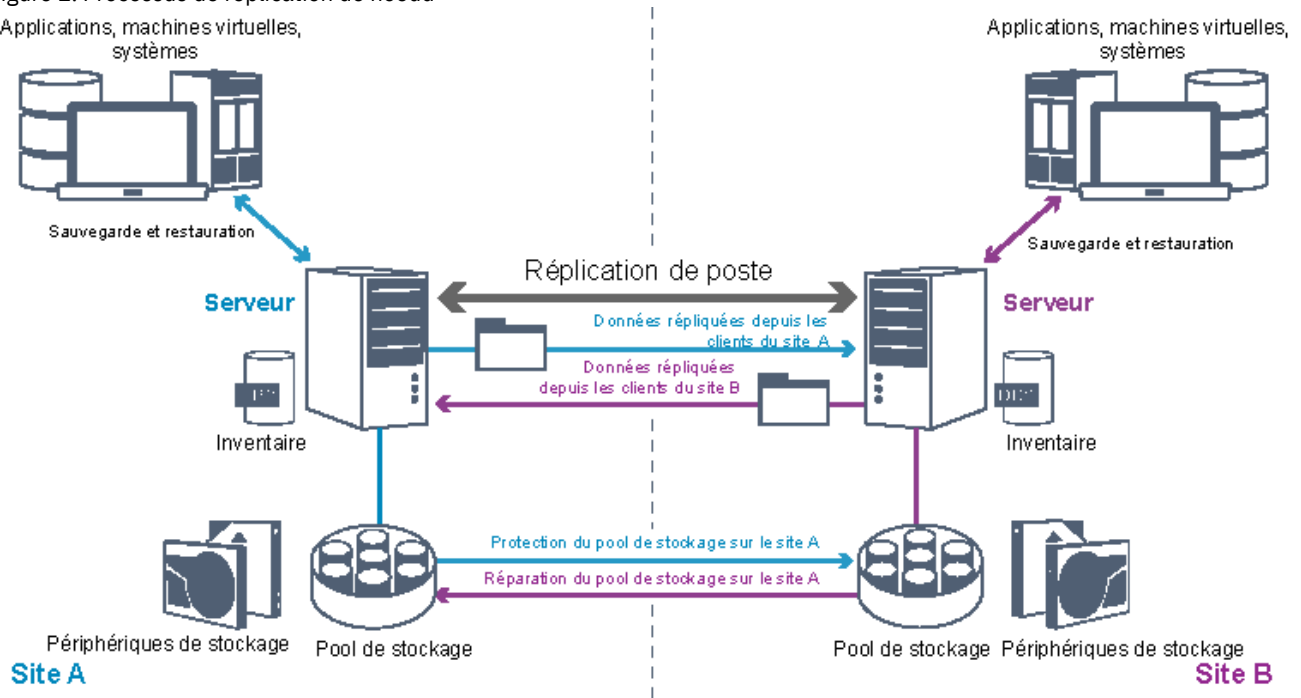 Applications, machines virtuelles,
systèmes
Applications, machines virtuelles,
systèmes
Sauvegarde et restauration
Sauvegarde et restauration
Réplication de poste
Serveur
Serveur
Données répliquées depuis les
clients du site A
Données répliquées
depuis les clients du site B
Inventaire
Inventaire
Protection du pool de stockage sur le site A
Réparation du pool de stockage sur le site A
Périphériques de stockage
Pool de stockage
Pool de stockage
Périphériques de stockage
Site A
Site B